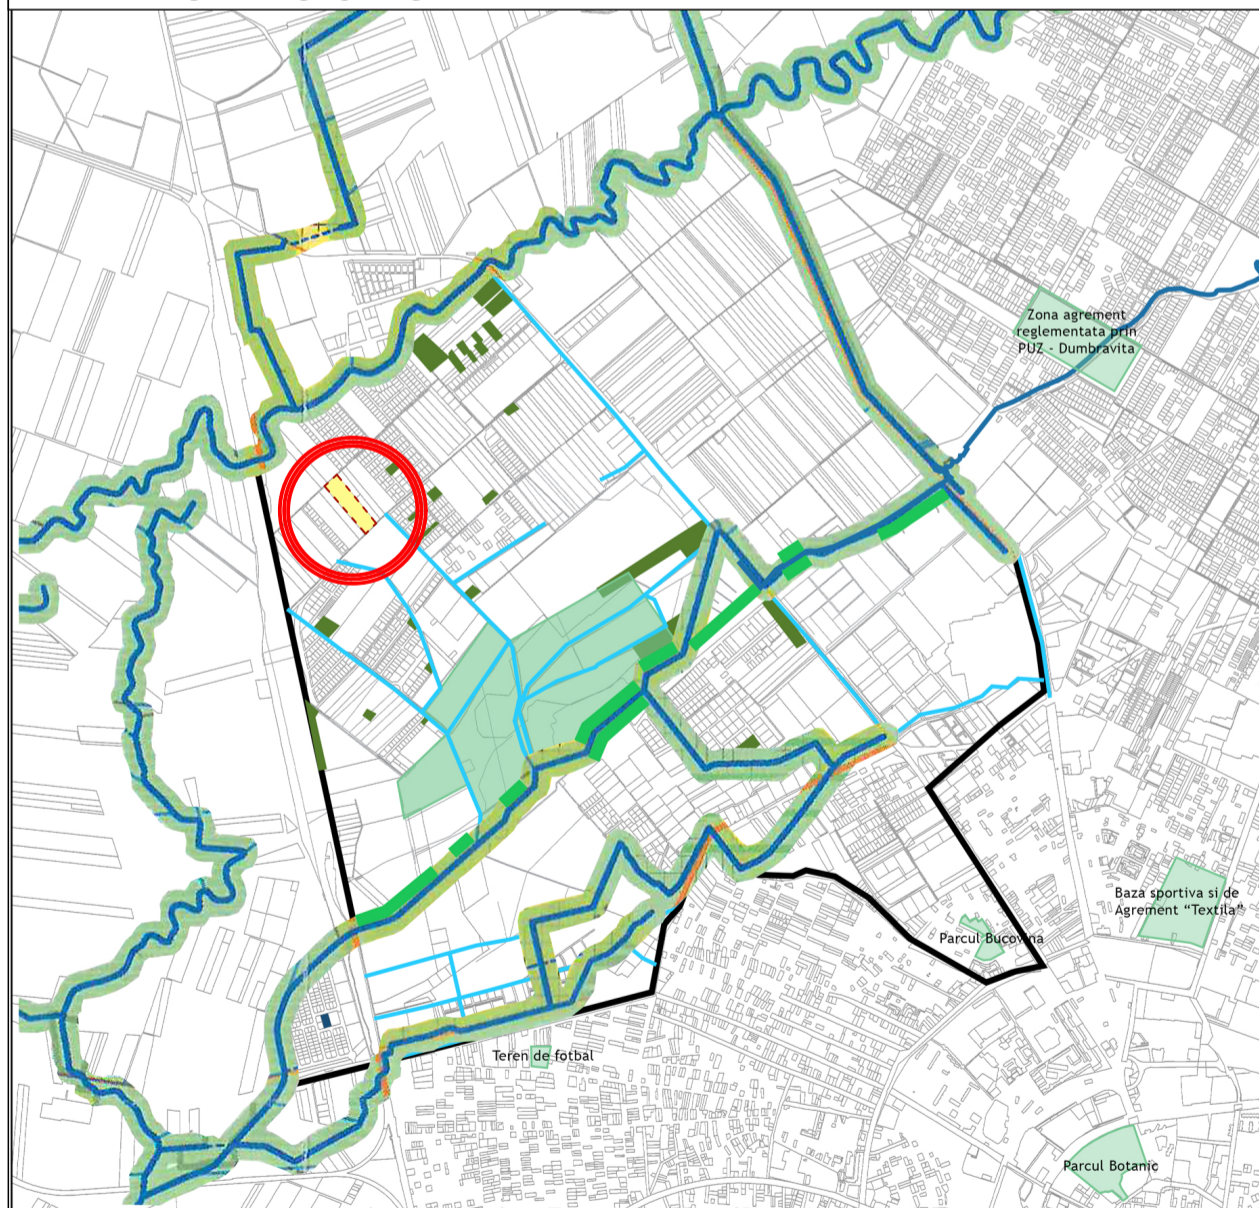 Zona agrement
reglementata prin
PUZ - Dumbravita
Baza sportiva si de
Agrement "Textila"
Parcul Bucovina
Teren de fotbal
Parcul Botanic